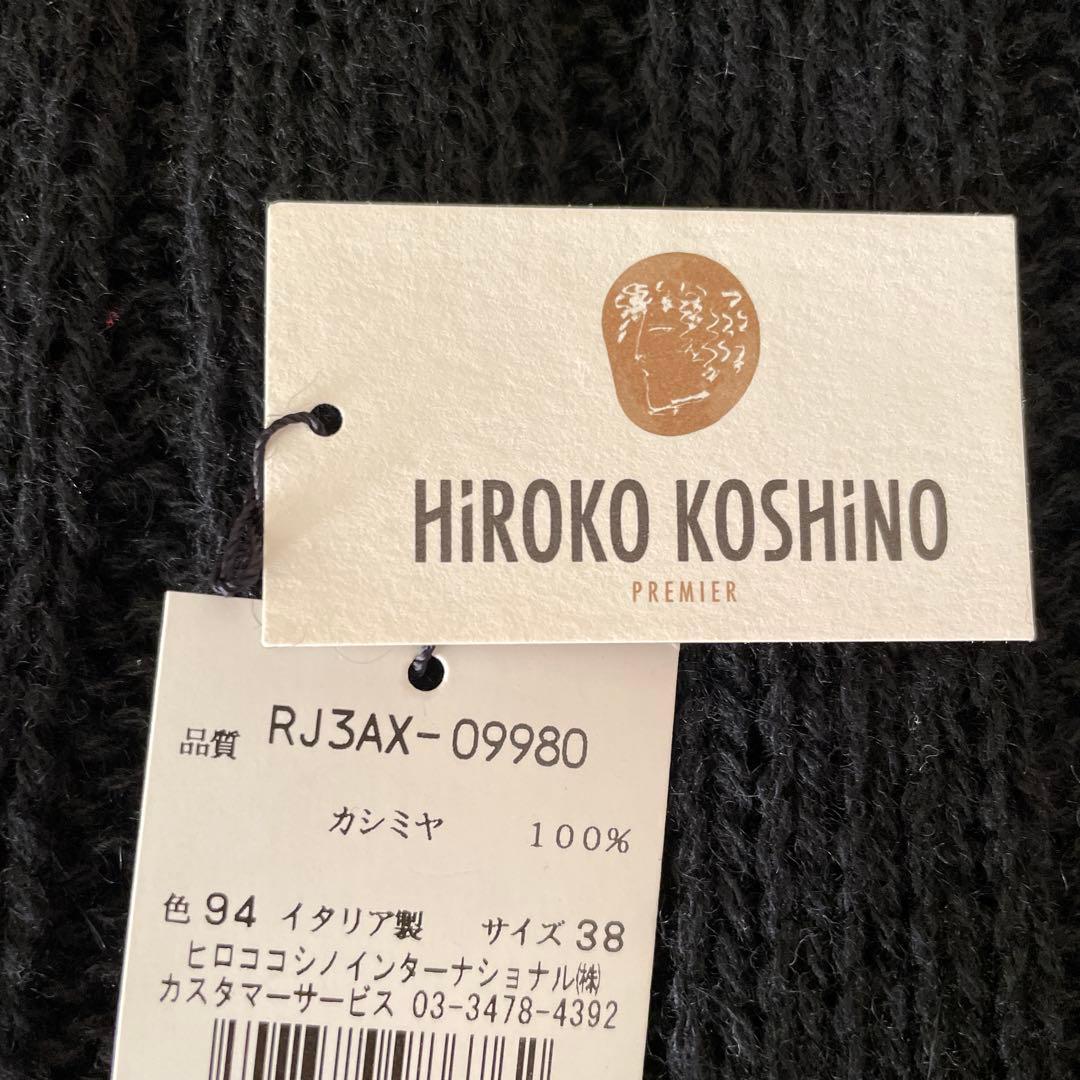 HiROKO KOSHiNO
PREMIER
品質 RJ3AX-09980
カシミヤ 100%
色 94 イタリア製 サイズ 38
ヒロココシノインターナショナル㈱
カスタマーサービス 03-3478-4392